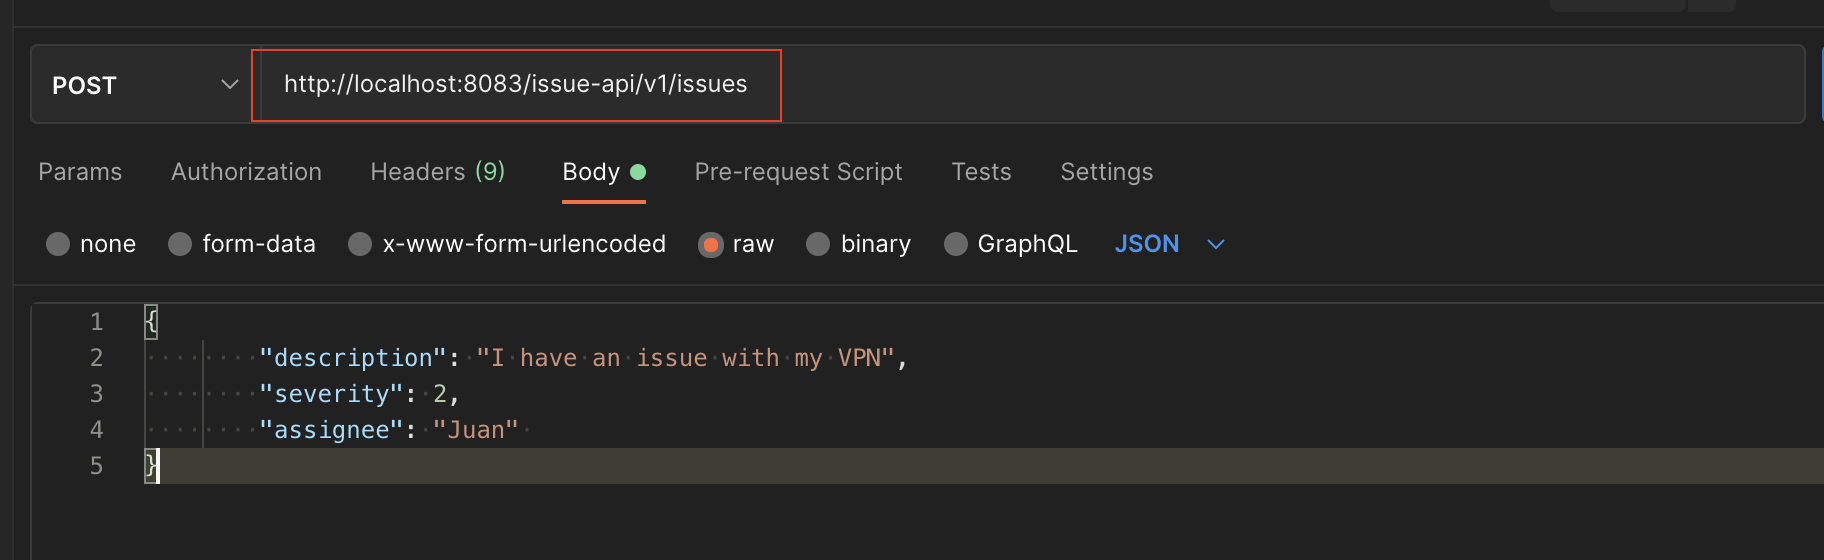 POST http://localhost:8083/issue-api/v1/issues
Params Authorization Headers (9) Body Pre-request Script Tests Settings
none form-data x-www-form-urlencoded raw binary GraphQL JSON
1 {
2 "description": "I have an issue with my VPN",
3 "severity": 2,
4 "assignee": "Juan"
5 }